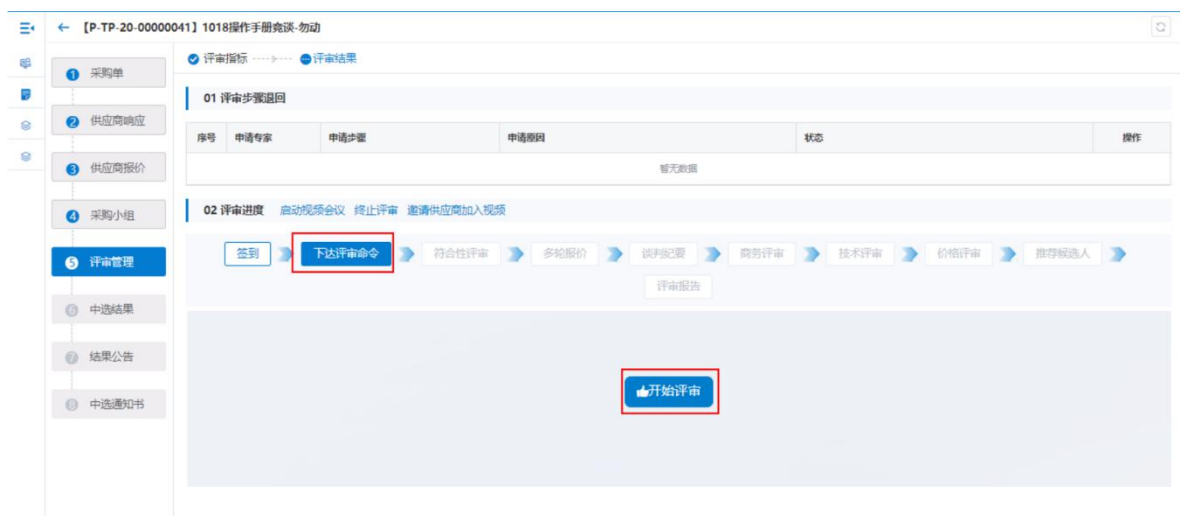 【P-TP-20-00000041】1018操作手册竞谈-勿动
评审指标 评审结果
1 采购单
2 供应商响应
3 供应商报价
4 采购小组
5 评审管理
6 中选结果
7 结果公告
8 中选通知书
01 评审步骤退回
序号 申请专家 申请步骤 申请原因 状态 操作
暂无数据
02 评审进度 启动视频会议 终止评审 邀请供应商加入视频
签到 下达评审命令 符合性评审 多轮报价 谈判纪要 商务评审 技术评审 价格评审 推荐候选人
评审报告
开始评审